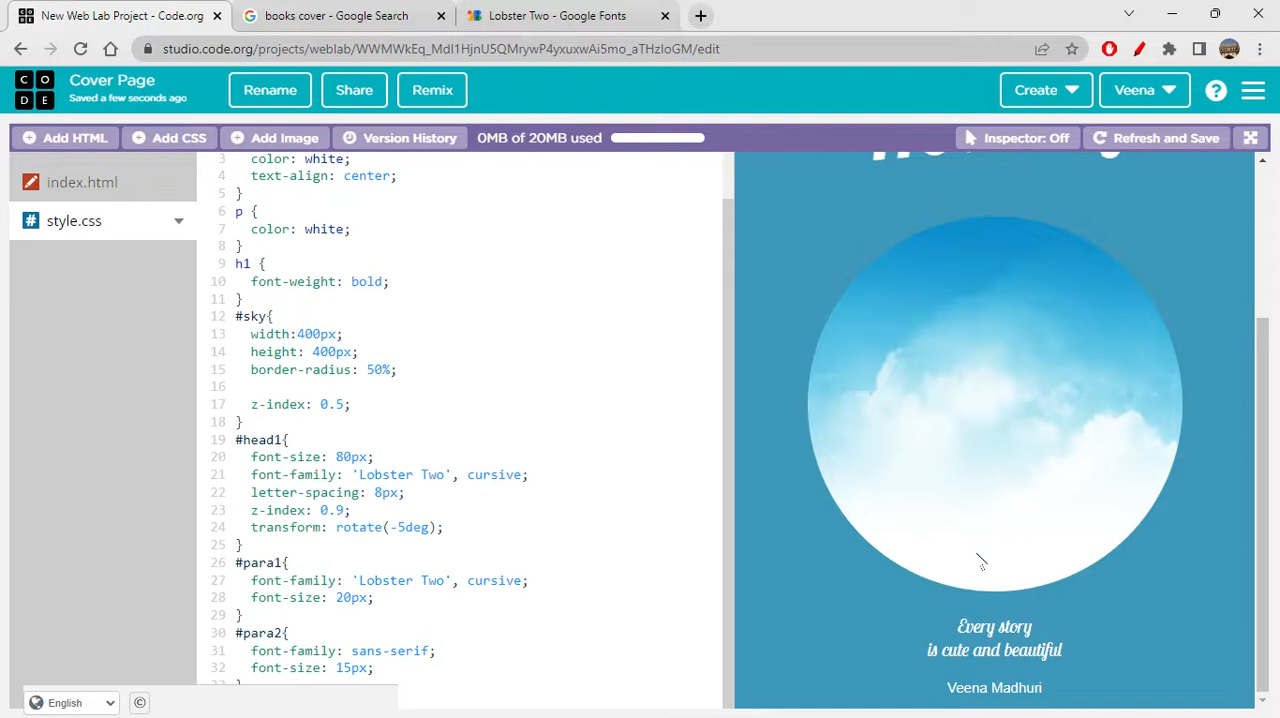 New Web Lab Project - Code.org
books cover - Google Search
Lobster Two - Google Fonts
studio.code.org/projects/weblab/WWMWkEq_MdI1HjnU5QMrywP4yxuxwAi5mo_aTHzIoGM/edit
CODE
Cover Page
Saved a few seconds ago
Rename
Share
Remix
Create
Veena
?
Add HTML
Add CSS
Add Image
Version History
0MB of 20MB used
Inspector: Off
Refresh and Save
index.html
# style.css
3 color: white;
4 text-align: center;
5 }
6 p {
7 color: white;
8 }
9 h1 {
10 font-weight: bold;
11 }
12 #sky{
13 width:400px;
14 height: 400px;
15 border-radius: 50%;
16
17 z-index: 0.5;
18 }
19 #head1{
20 font-size: 80px;
21 font-family: 'Lobster Two', cursive;
22 letter-spacing: 8px;
23 z-index: 0.9;
24 transform: rotate(-5deg);
25 }
26 #para1{
27 font-family: 'Lobster Two', cursive;
28 font-size: 20px;
29 }
30 #para2{
31 font-family: sans-serif;
32 font-size: 15px;
Every story
is cute and beautiful
Veena Madhuri
English
©